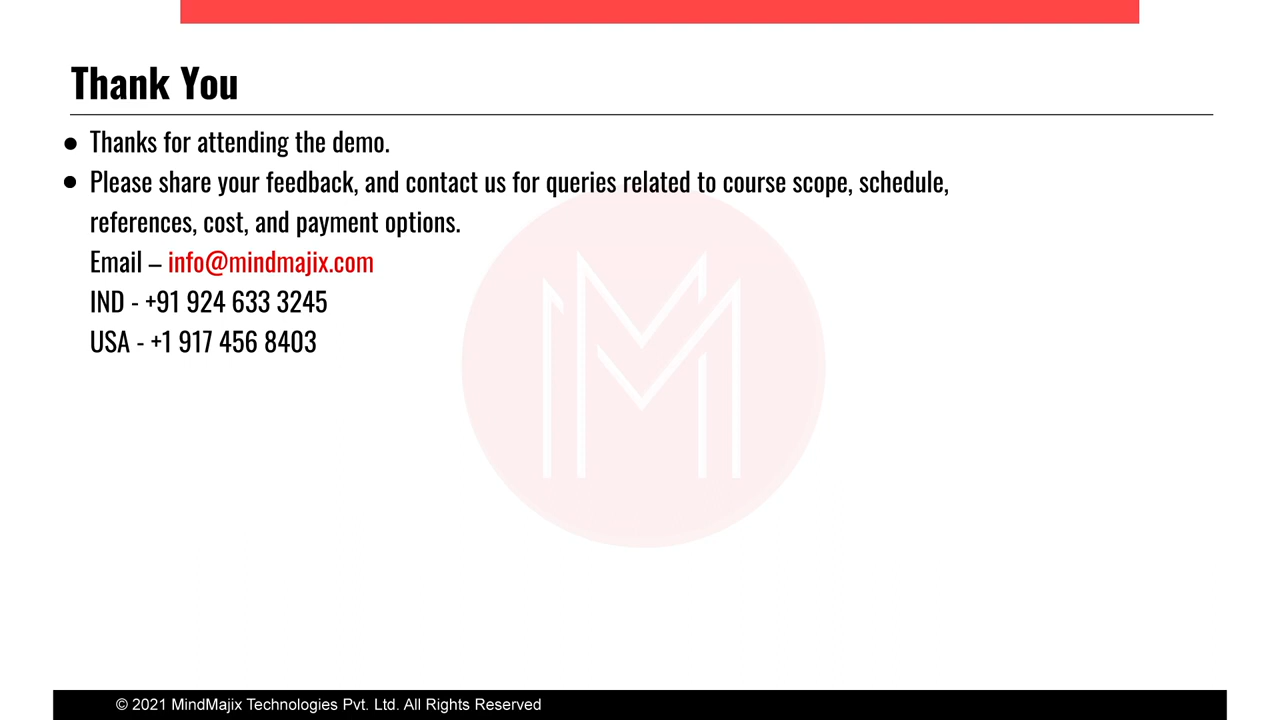 Thank You
● Thanks for attending the demo.
● Please share your feedback, and contact us for queries related to course scope, schedule,
references, cost, and payment options.
Email – info@mindmajix.com
IND - +91 924 633 3245
USA - +1 917 456 8403
© 2021 MindMajix Technologies Pvt. Ltd. All Rights Reserved